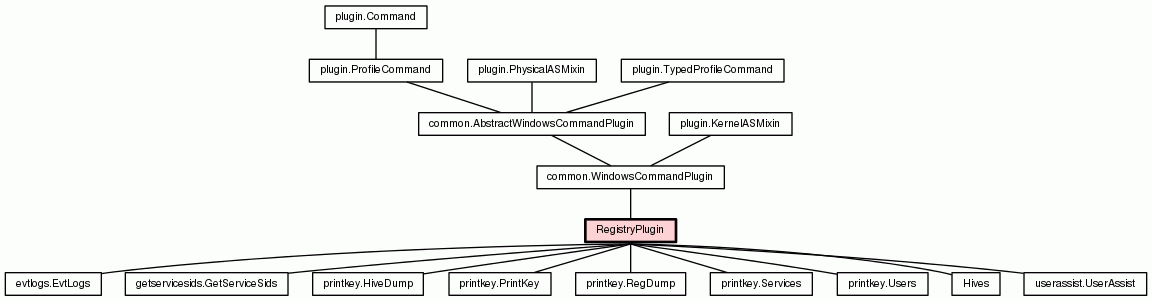 plugin.Command
plugin.ProfileCommand plugin.PhysicalASMixin plugin.TypedProfileCommand
common.AbstractWindowsCommandPlugin plugin.KernelASMixin
common.WindowsCommandPlugin
RegistryPlugin
evtlogs.EvtLogs getservicesids.GetServiceSids printkey.HiveDump printkey.PrintKey printkey.RegDump printkey.Services printkey.Users Hives userassist.UserAssist